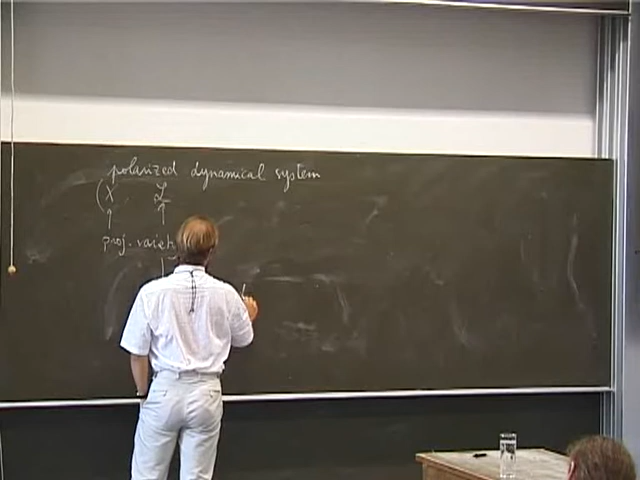 polarized dynamical system
(X, L
proj. variety